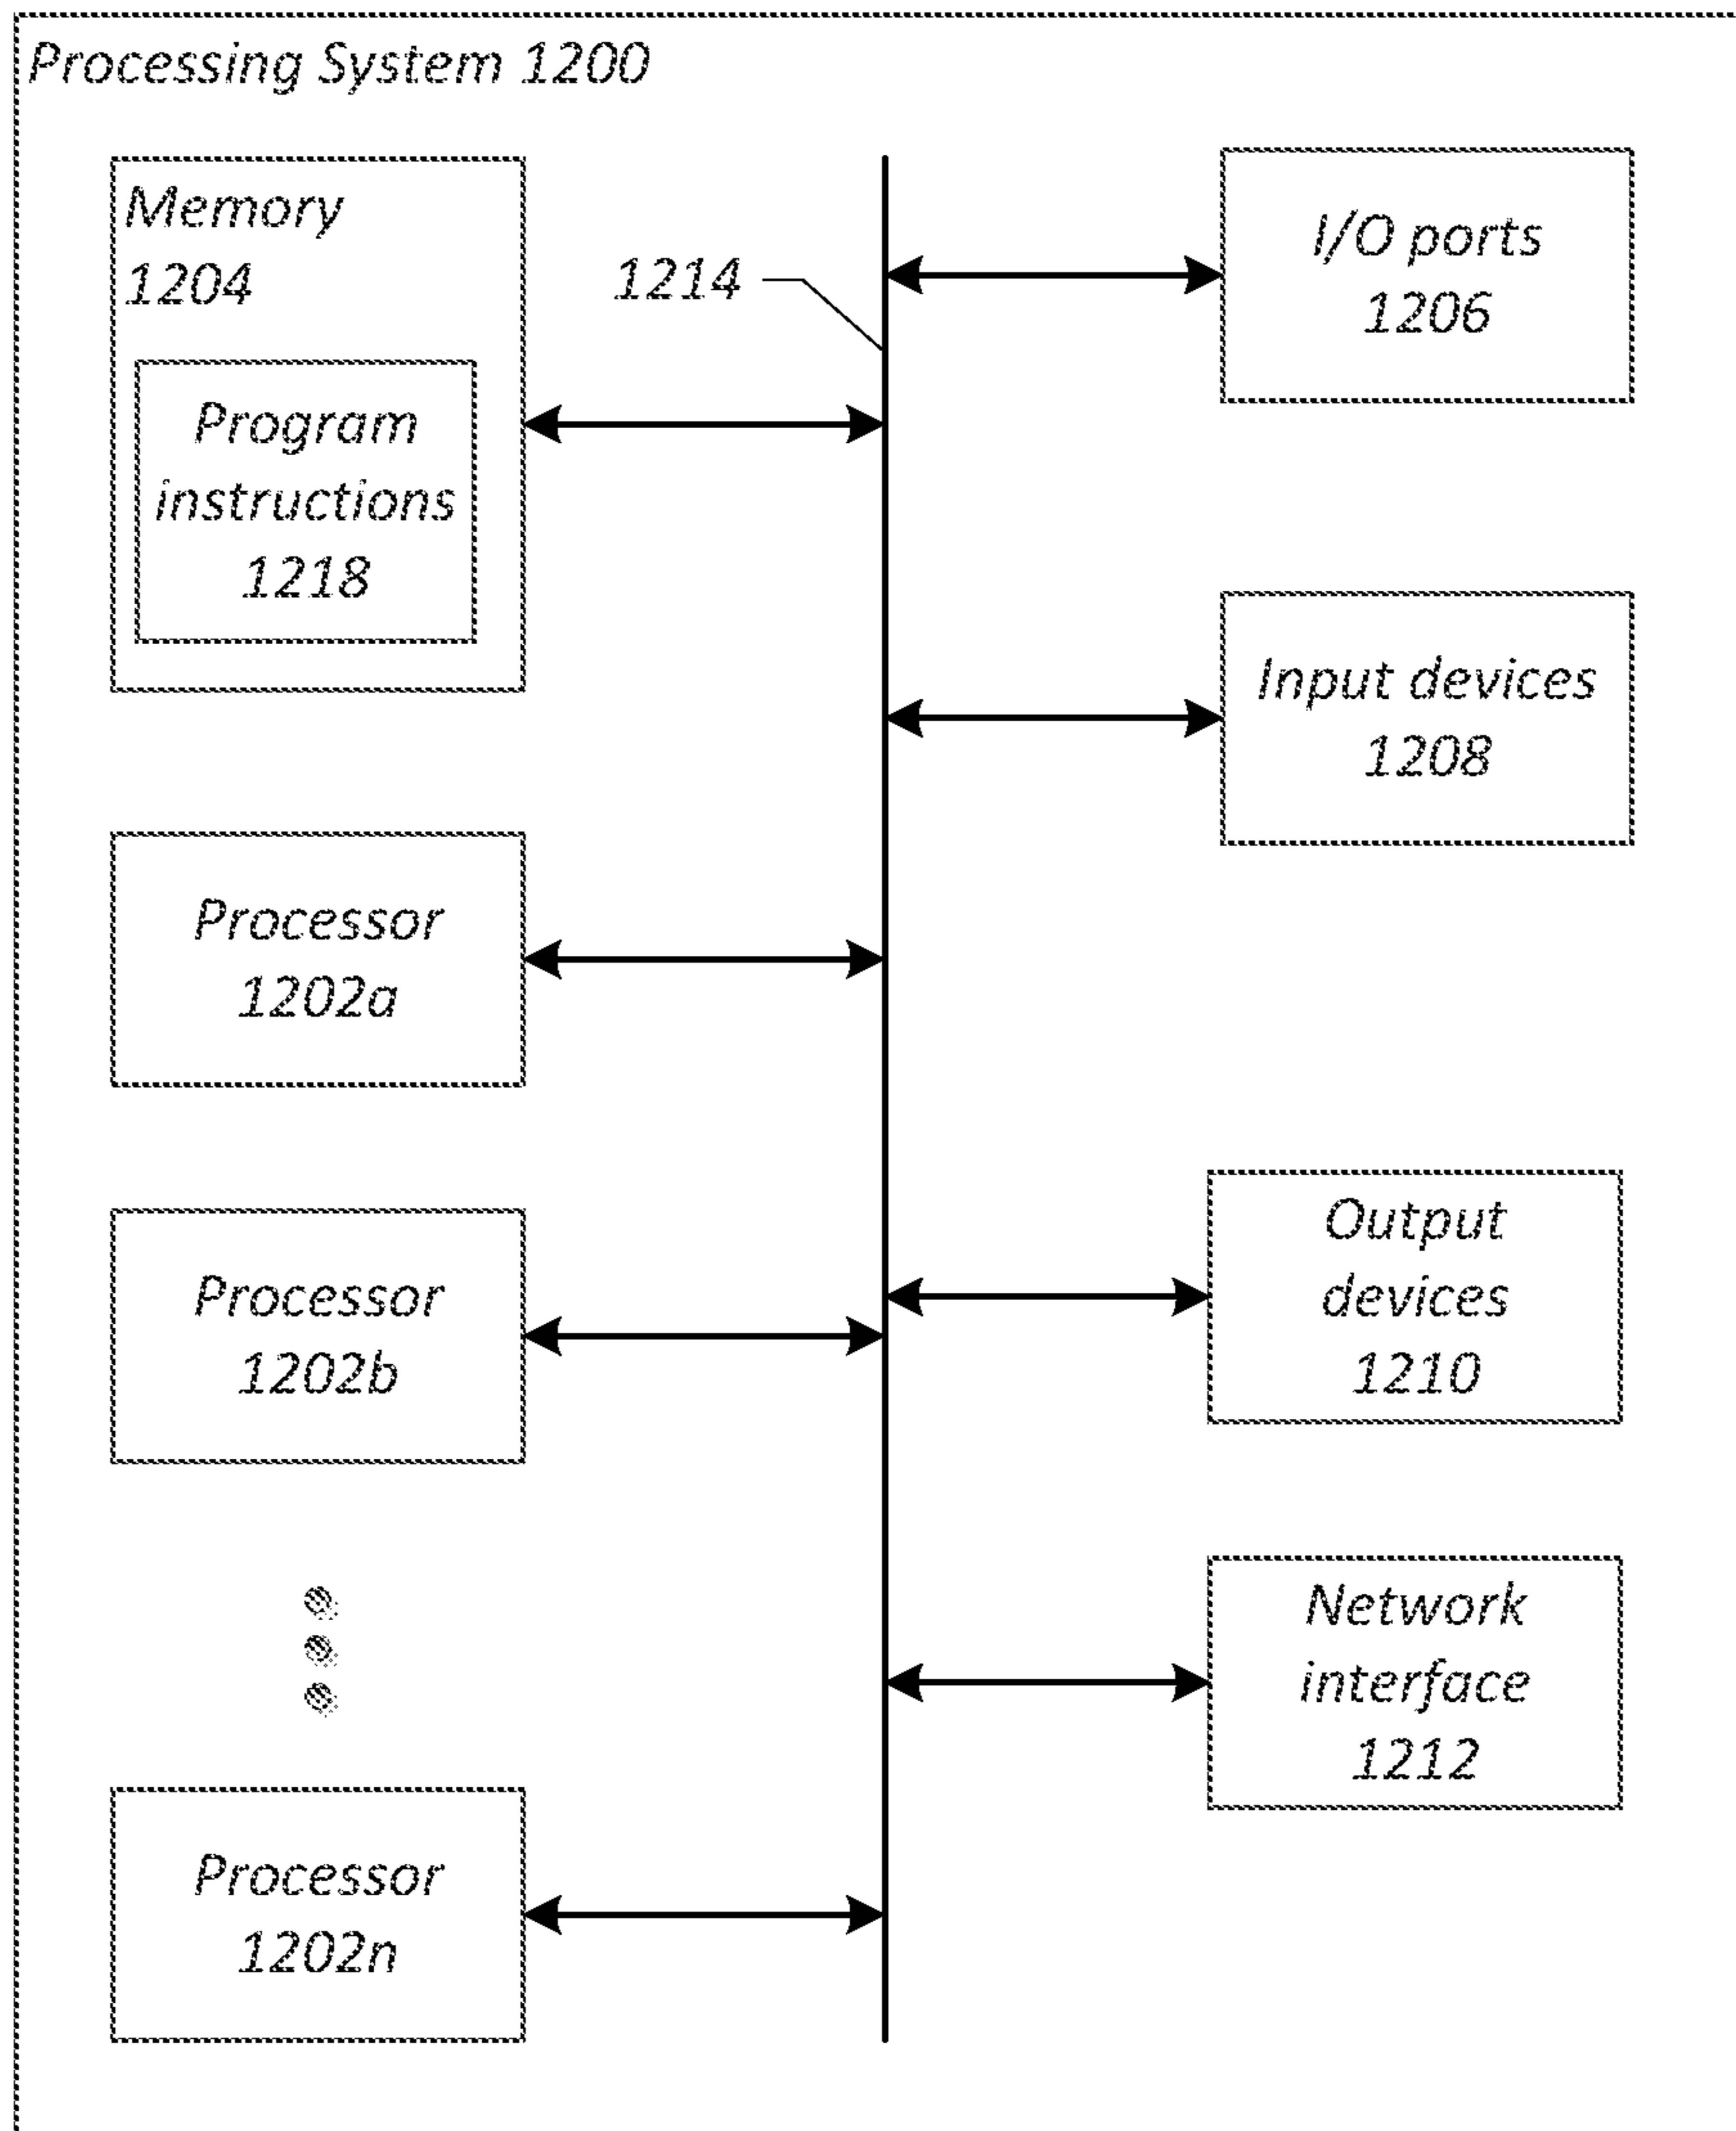 Processing System 1200
Memory
1204
Program
instructions
1218
1214
I/O ports
1206
Input devices
1208
Processor
1202a
Processor
1202b
Output
devices
1210
Network
interface
1212
Processor
1202n